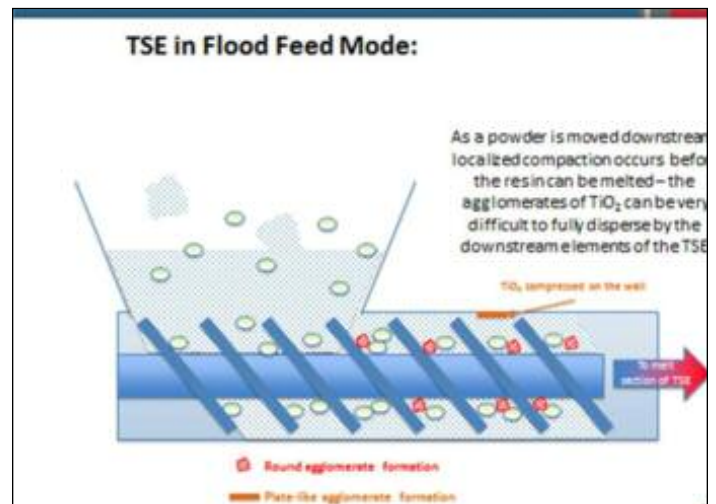 TSE in Flood Feed Mode:
As a powder is moved downstream
localized compaction occurs befo
the resin can be melted – the
agglomerates of TiO₂ can be very
difficult to fully disperse by the
downstream elements of the TSE
TiO₂ compressed on the wall
To melt
section of TSE
Round agglomerate formation
Plate-like agglomerate formation